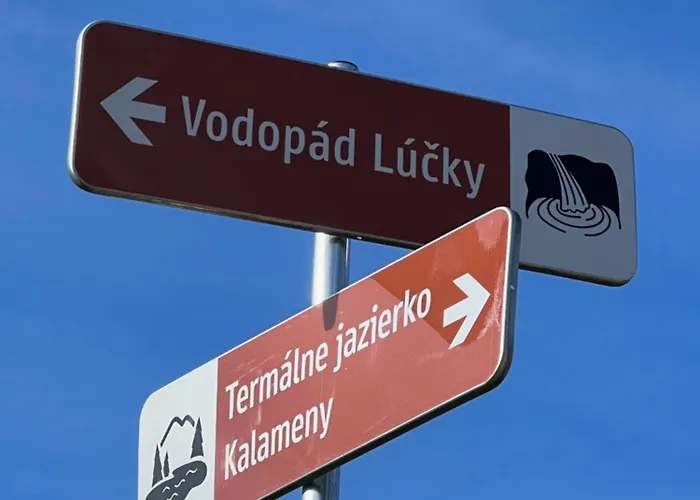 Vodopád Lúčky
Termálne jazierko
Kalameny